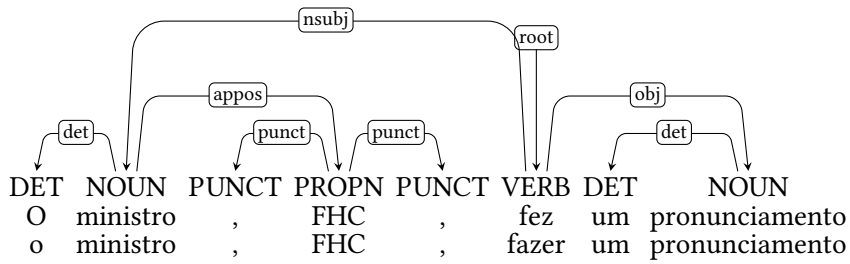 nsubj
root
appos obj
det punct punct det
DET NOUN PUNCT PROPN PUNCT VERB DET NOUN
O ministro , FHC , fez um pronunciamento
o ministro , FHC , fazer um pronunciamento